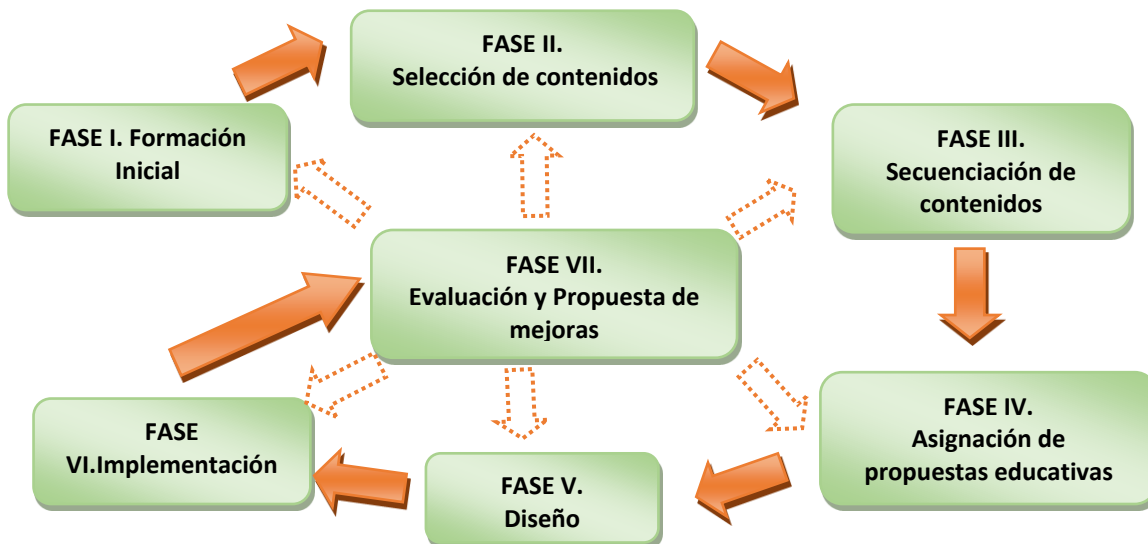 FASE I. Formación
Inicial
FASE II.
Selección de contenidos
FASE III.
Secuenciación de
contenidos
FASE IV.
Asignación de
propuestas educativas
FASE V.
Diseño
FASE
VI.Implementación
FASE VII.
Evaluación y Propuesta de
mejoras